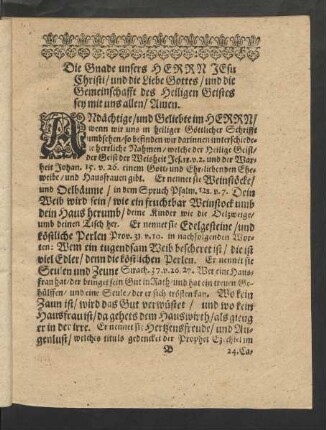 Die Gnade unsers HERRN JEsu
Christi / und die Liebe Gottes / und die
Gemeinschafft des Heiligen Geistes
sey mit uns allen / Amen.
ANdächtige / und Geliebte im HERRN /
wenn wir uns in heiliger Göttlicher Schrifft
umbsehen / so befinden wir darinnen unterschiede-
ne herrliche Nahmen / welche der Heilige Geist /
der Geist der Weisheit Jes. 11. v. 2. und der War-
heit Johan. 15. v. 26. einem Gott- und Ehr-liebenden Ehe-
weibe / und Hausfrauen gibt. Er nennet sie Weinstöcke /
und Oelbäume / in dem Spruch Psalm. 128. v. 7. Dein
Weib wird sein / wie ein fruchtbar Weinstock umb
dein Haus herumb / deine Kinder wie die Oelzweige
umb deinen Tisch her. Er nennet sie Edelgesteine / und
köstliche Perlen Prov. 31. v. 10. in nachfolgenden Wor-
ten: Wem ein tugendsam Weib bescheret ist / die ist
viel Edler / denn die köstlichen Perlen. Er nennet sie
Seulen und Zeune Sirach. 37. v. 26. 27. Wer eine Haus-
frau hat / der bringet sein Gut in Rath und hat ein treuen Ge-
hülffen / und eine Seule / der er sich trösten kan. Wo kein
Zaun ist / wird das Gut verwüstet / und wo kein
Hausfrau ist / da gehets dem Hauswirth / als gieng
er in der irre. Er nennet sie Hertzensfreude / und Au-
genlust / welches tituls gedencket der Prophet Ezechiel im
B
24. Ca-